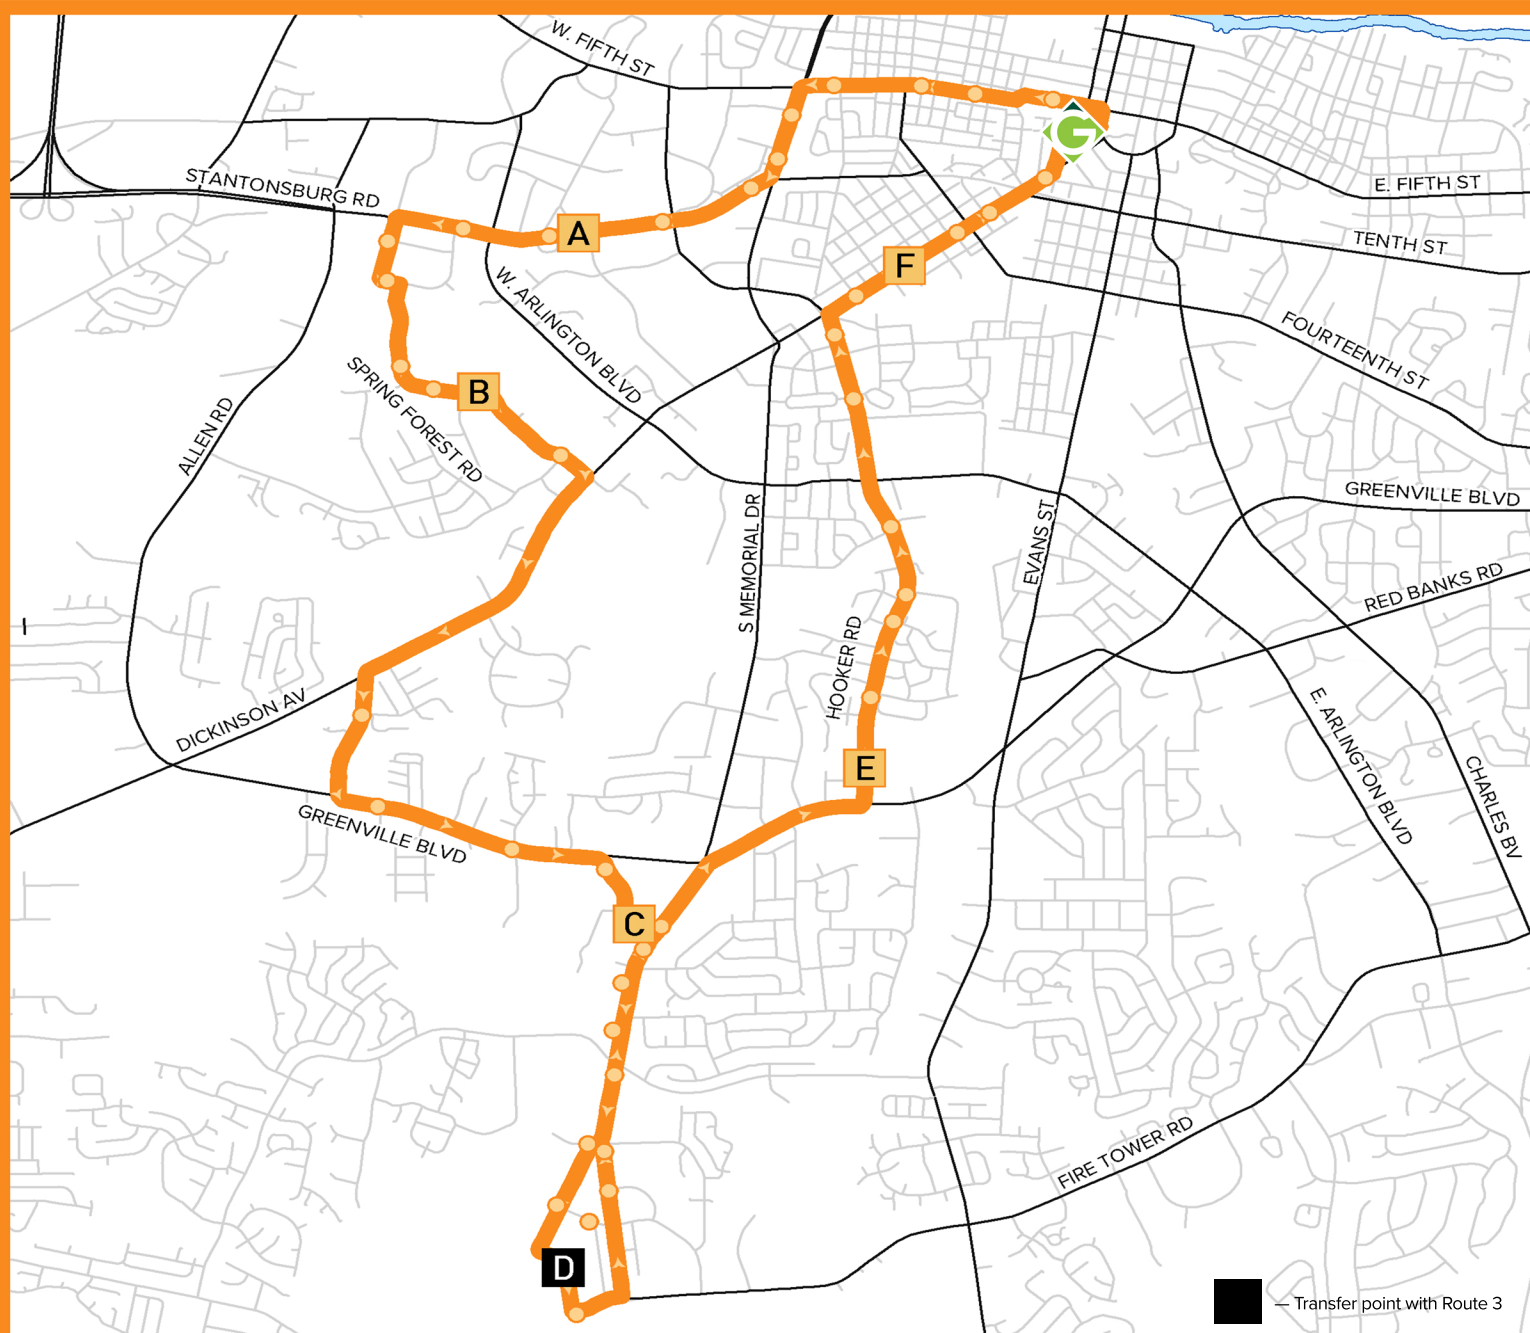 W. FIFTH ST
STANTONSBURG RD
E. FIFTH ST
G
A
TENTH ST
F
W. ARLINGTON BLVD
FOURTEENTH ST
SPRING FOREST RD
B
ALLEN RD
GREENVILLE BLVD
S MEMORIAL DR
EVANS ST
RED BANKS RD
HOOKER RD
DICKINSON AV
E. ARLINGTON BLVD
E
CHARLES BV
GREENVILLE BLVD
C
FIRE TOWER RD
D
— Transfer point with Route 3